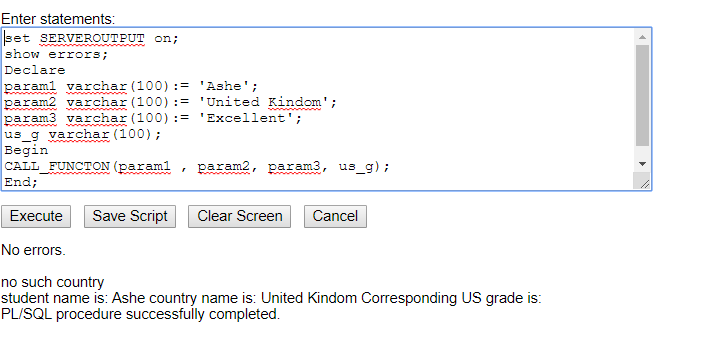 Enter statements:
set SERVEROUTPUT on;
show errors;
Declare
param1 varchar(100):= 'Ashe';
param2 varchar(100):= 'United Kindom';
param3 varchar(100):= 'Excellent';
us_g varchar(100);
Begin
CALL_FUNCTON(param1 , param2, param3, us_g);
End;
Execute Save Script Clear Screen Cancel
No errors.
no such country
student name is: Ashe country name is: United Kindom Corresponding US grade is:
PL/SQL procedure successfully completed.